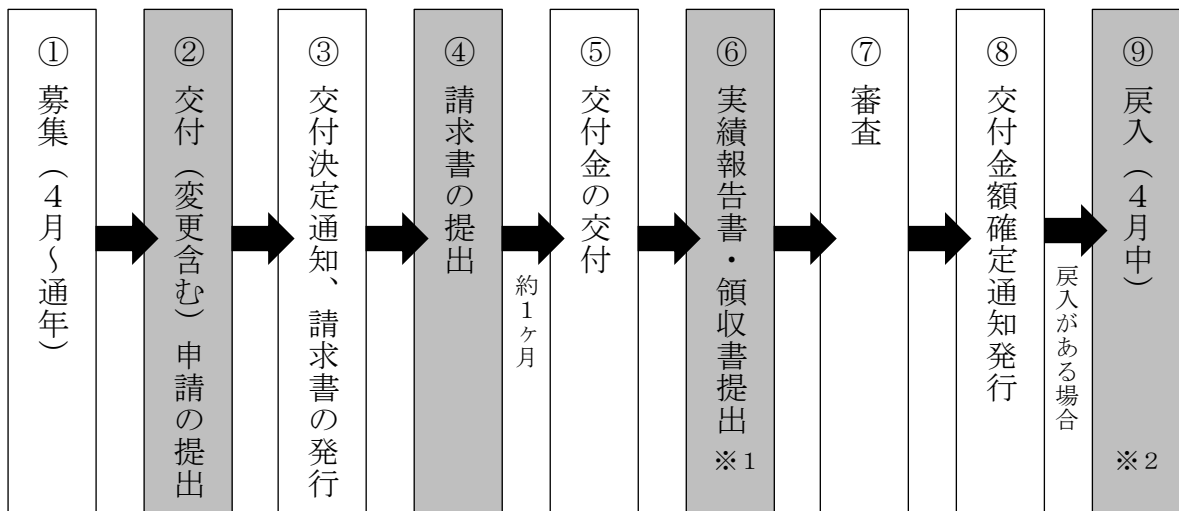 ① 募集（４月～通年）
② 交付（変更含む）申請の提出
③ 交付決定通知、請求書の発行
④ 請求書の提出
約１ヶ月
⑤ 交付金の交付
⑥ 実績報告書・領収書提出 ※１
⑦ 審査
⑧ 交付金額確定通知発行
戻入がある場合
⑨ 戻入（４月中） ※２